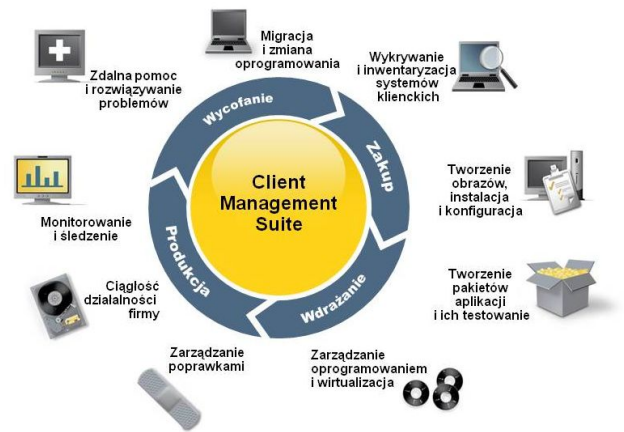 Migracja
i zmiana
oprogramowania
Wykrywanie
i inwentaryzacja
systemów
klienckich
Tworzenie
obrazów,
instalacja
i konfiguracja
Tworzenie
pakietów
aplikacji
i ich testowanie
Zarządzanie
oprogramowaniem
i wirtualizacja
Zarządzanie
poprawkami
Ciągłość
działalności
firmy
Monitorowanie
i śledzenie
Zdalna pomoc
i rozwiązywanie
problemów
Wycofanie
Zakup
Wdrażanie
Produkcja
Client
Management
Suite